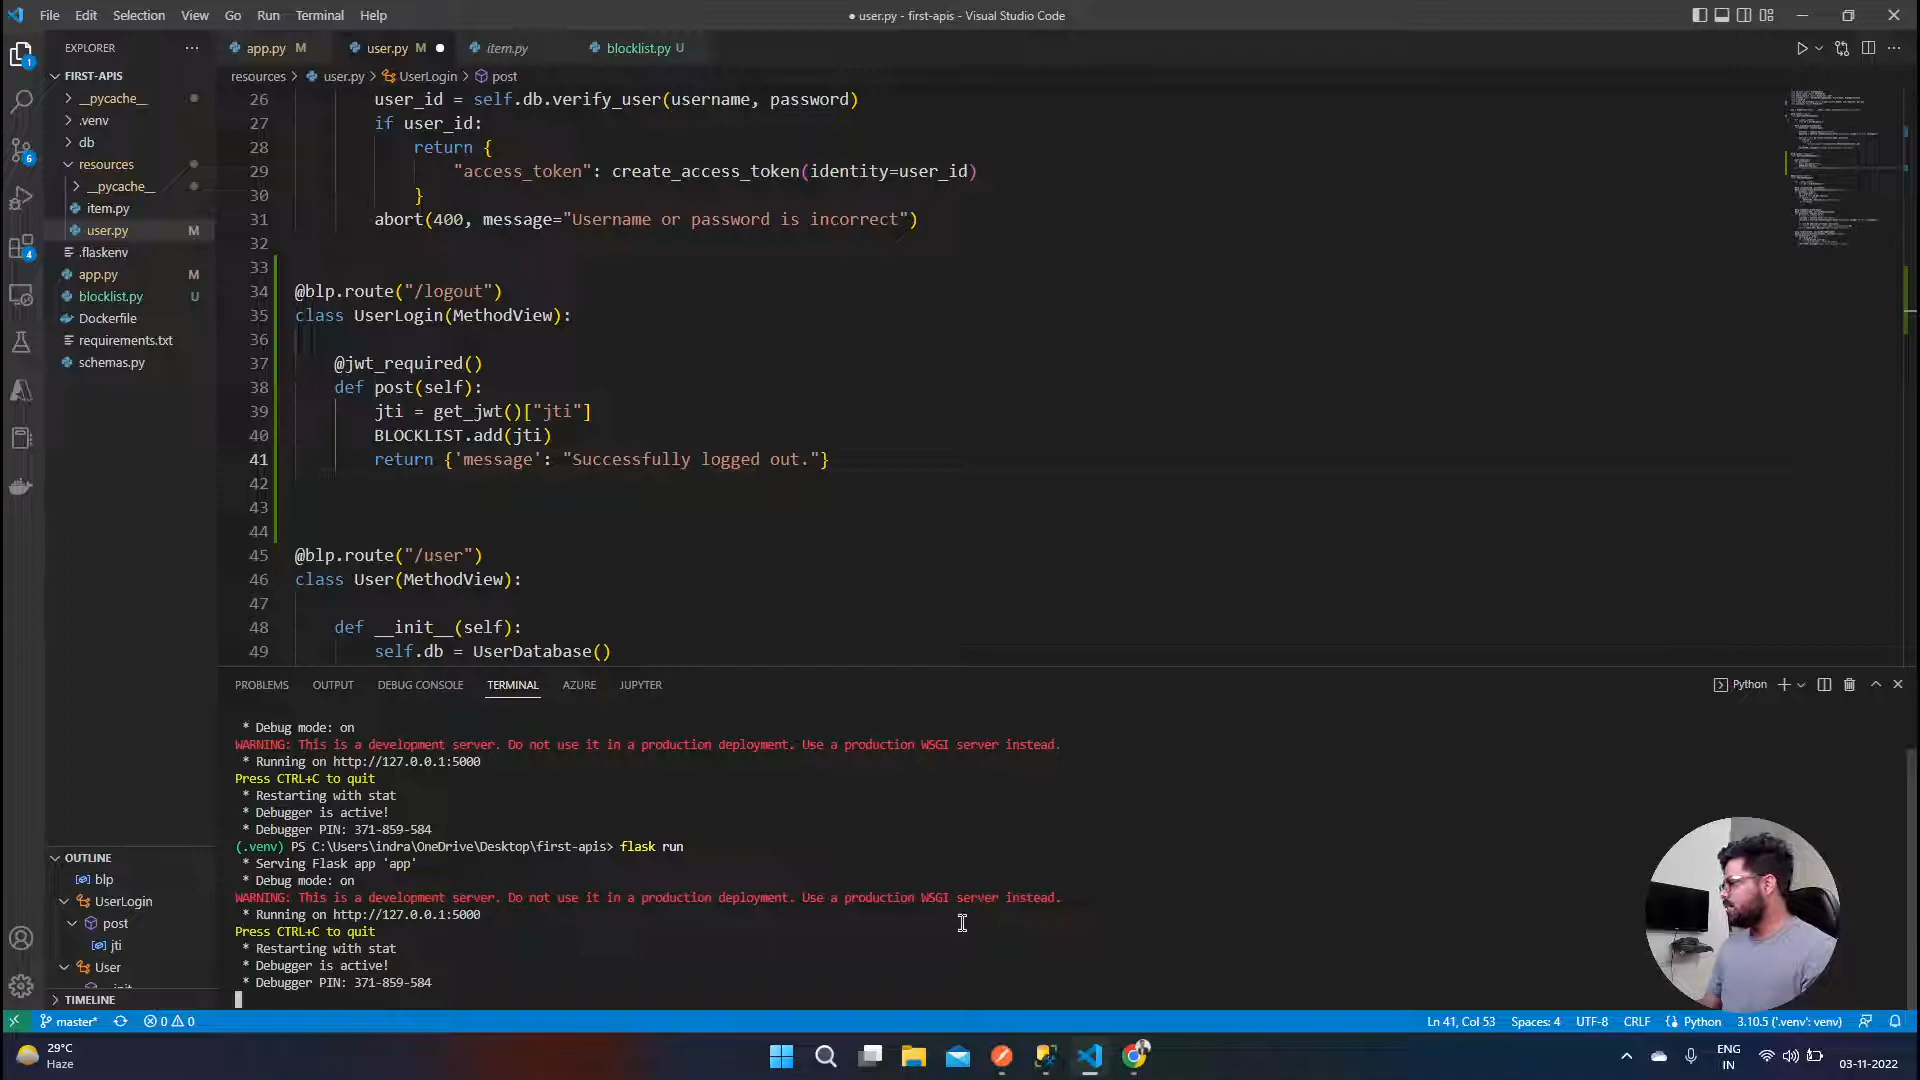 File Edit Selection View Go Run Terminal Help
● user.py - first-apis - Visual Studio Code
EXPLORER
app.py M
user.py M
item.py
blocklist.py U
resources > user.py > UserLogin > post
FIRST-APIS
__pycache__
.venv
db
resources
__pycache__
item.py
user.py M
.flaskenv
app.py M
blocklist.py U
Dockerfile
requirements.txt
schemas.py
1
6
4
26 user_id = self.db.verify_user(username, password)
27 if user_id:
28 return {
29 "access_token": create_access_token(identity=user_id)
30 }
31 abort(400, message="Username or password is incorrect")
32
33
34 @blp.route("/logout")
35 class UserLogin(MethodView):
36
37 @jwt_required()
38 def post(self):
39 jti = get_jwt()["jti"]
40 BLOCKLIST.add(jti)
41 return {'message': "Successfully logged out."}
42
43
44
45 @blp.route("/user")
46 class User(MethodView):
47
48 def __init__(self):
49 self.db = UserDatabase()
PROBLEMS OUTPUT DEBUG CONSOLE TERMINAL AZURE JUPYTER
Python
* Debug mode: on
WARNING: This is a development server. Do not use it in a production deployment. Use a production WSGI server instead.
* Running on http://127.0.0.1:5000
Press CTRL+C to quit
* Restarting with stat
* Debugger is active!
* Debugger PIN: 371-859-584
(.venv) PS C:\Users\indra\OneDrive\Desktop\first-apis> flask run
* Serving Flask app 'app'
* Debug mode: on
WARNING: This is a development server. Do not use it in a production deployment. Use a production WSGI server instead.
* Running on http://127.0.0.1:5000
Press CTRL+C to quit
* Restarting with stat
* Debugger is active!
* Debugger PIN: 371-859-584
OUTLINE
blp
UserLogin
post
jti
User
TIMELINE
master*
0 0
Ln 41, Col 53 Spaces: 4 UTF-8 CRLF Python 3.10.5 ('.venv': venv)
29°C
Haze
ENG
IN
03-11-2022